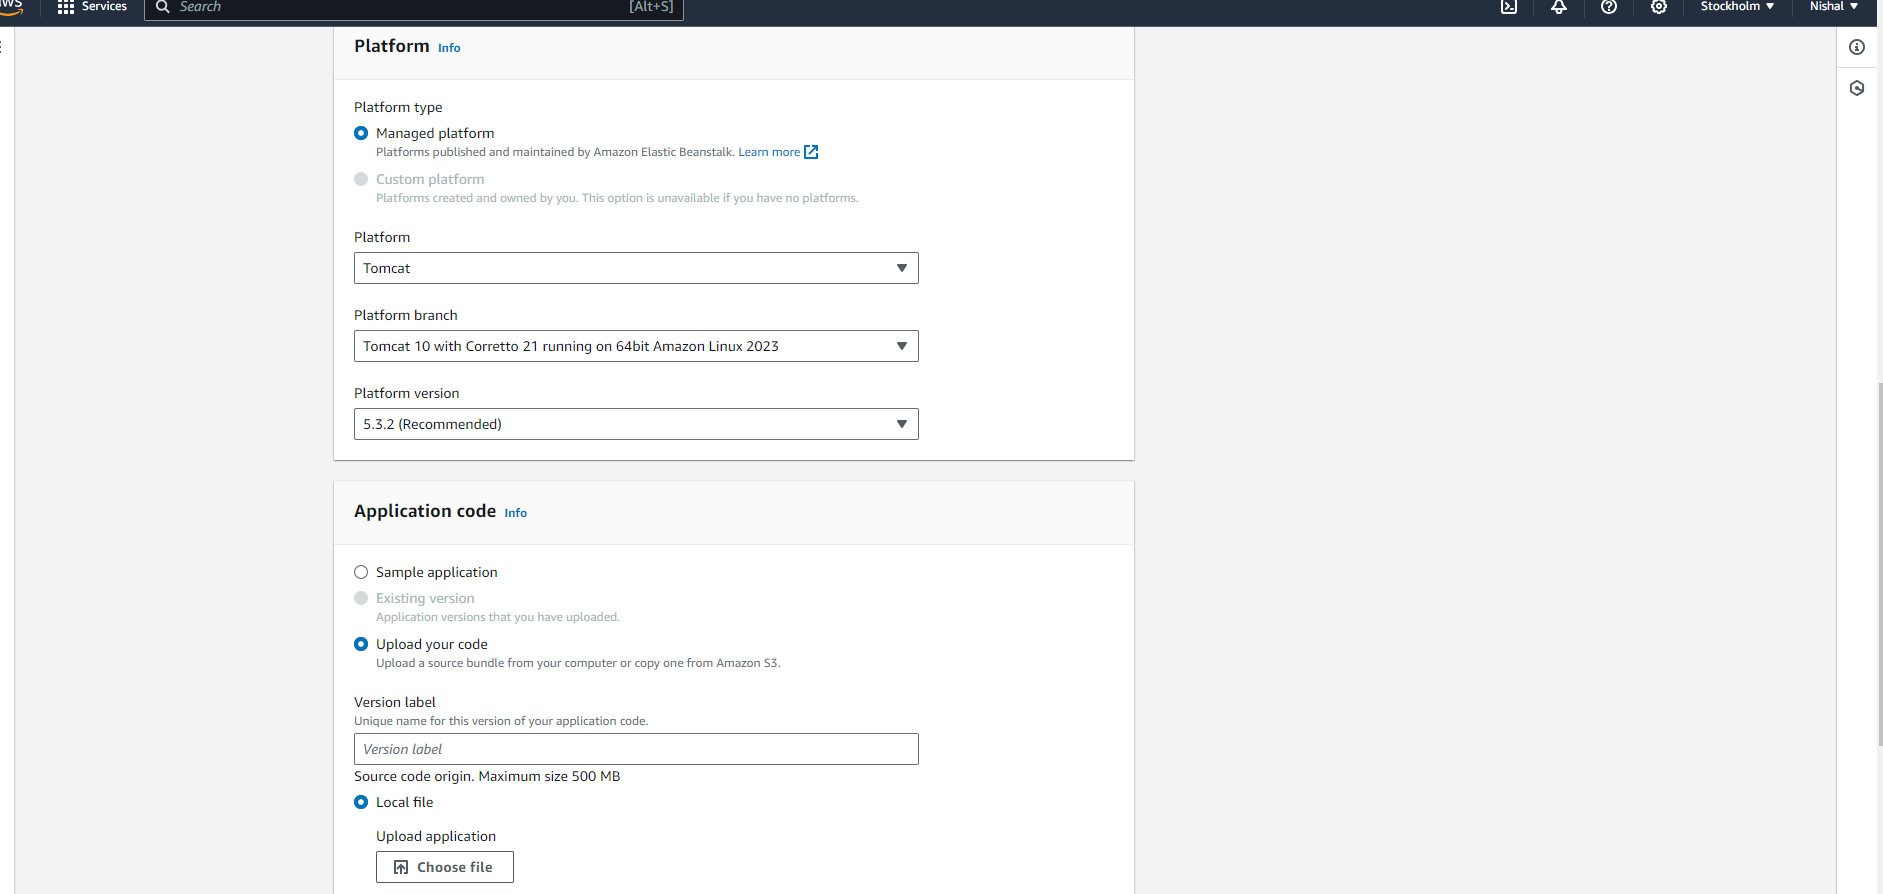 Services
Search
[Alt+S]
Stockholm
Nishal
Platform Info
Platform type
Managed platform
Platforms published and maintained by Amazon Elastic Beanstalk. Learn more
Custom platform
Platforms created and owned by you. This option is unavailable if you have no platforms.
Platform
Tomcat
Platform branch
Tomcat 10 with Corretto 21 running on 64bit Amazon Linux 2023
Platform version
5.3.2 (Recommended)
Application code Info
Sample application
Existing version
Application versions that you have uploaded.
Upload your code
Upload a source bundle from your computer or copy one from Amazon S3.
Version label
Unique name for this version of your application code.
Version label
Source code origin. Maximum size 500 MB
Local file
Upload application
Choose file